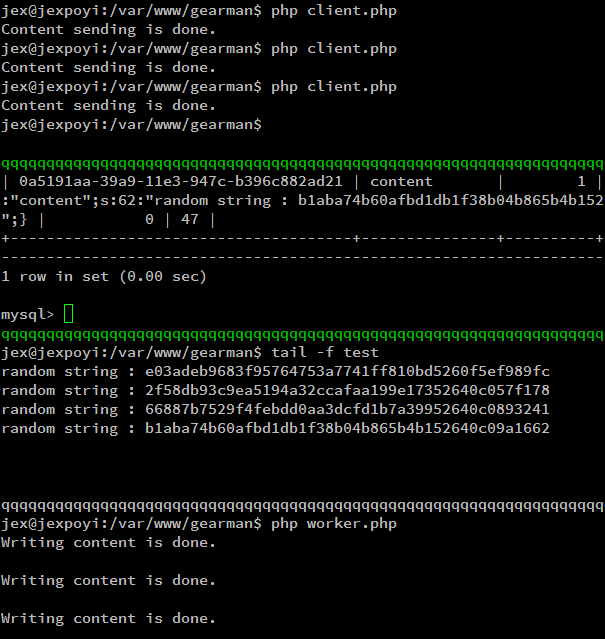 jex@jexpoyi:/var/www/gearman$ php client.php
Content sending is done.
jex@jexpoyi:/var/www/gearman$ php client.php
Content sending is done.
jex@jexpoyi:/var/www/gearman$ php client.php
Content sending is done.
jex@jexpoyi:/var/www/gearman$
qqqqqqqqqqqqqqqqqqqqqqqqqqqqqqqqqqqqqqqqqqqqqqqqqqqqqqqqqqqqqqqqqqq
| 0a5191aa-39a9-11e3-947c-b396c882ad21 | content       |        1 |
:"content";s:62:"random string : b1aba74b60afbd1db1f38b04b865b4b152
";} |           0 | 47 |
+--------------------------------------+---------------+----------+
-------------------------------------------------------------------
1 row in set (0.00 sec)
mysql>
qqqqqqqqqqqqqqqqqqqqqqqqqqqqqqqqqqqqqqqqqqqqqqqqqqqqqqqqqqqqqqqqqqq
jex@jexpoyi:/var/www/gearman$ tail -f test
random string : e03adeb9683f95764753a7741ff810bd5260f5ef989fc
random string : 2f58db93c9ea5194a32ccafaa199e17352640c057f178
random string : 66887b7529f4febdd0aa3dcfd1b7a39952640c0893241
random string : b1aba74b60afbd1db1f38b04b865b4b152640c09a1662
qqqqqqqqqqqqqqqqqqqqqqqqqqqqqqqqqqqqqqqqqqqqqqqqqqqqqqqqqqqqqqqqqqq
jex@jexpoyi:/var/www/gearman$ php worker.php
Writing content is done.
Writing content is done.
Writing content is done.